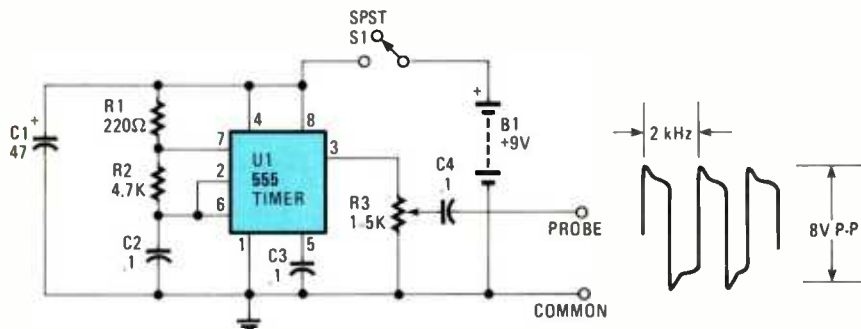 SPST
S1
R1
220Ω
C1
+
47
R2
4.7K
C2
.1
4
8
7
2
6
3
1
5
U1
555
TIMER
C3
.1
R3
1.5K
C4
.1
+
B1
+9V
PROBE
COMMON
2 kHz
8V P-P